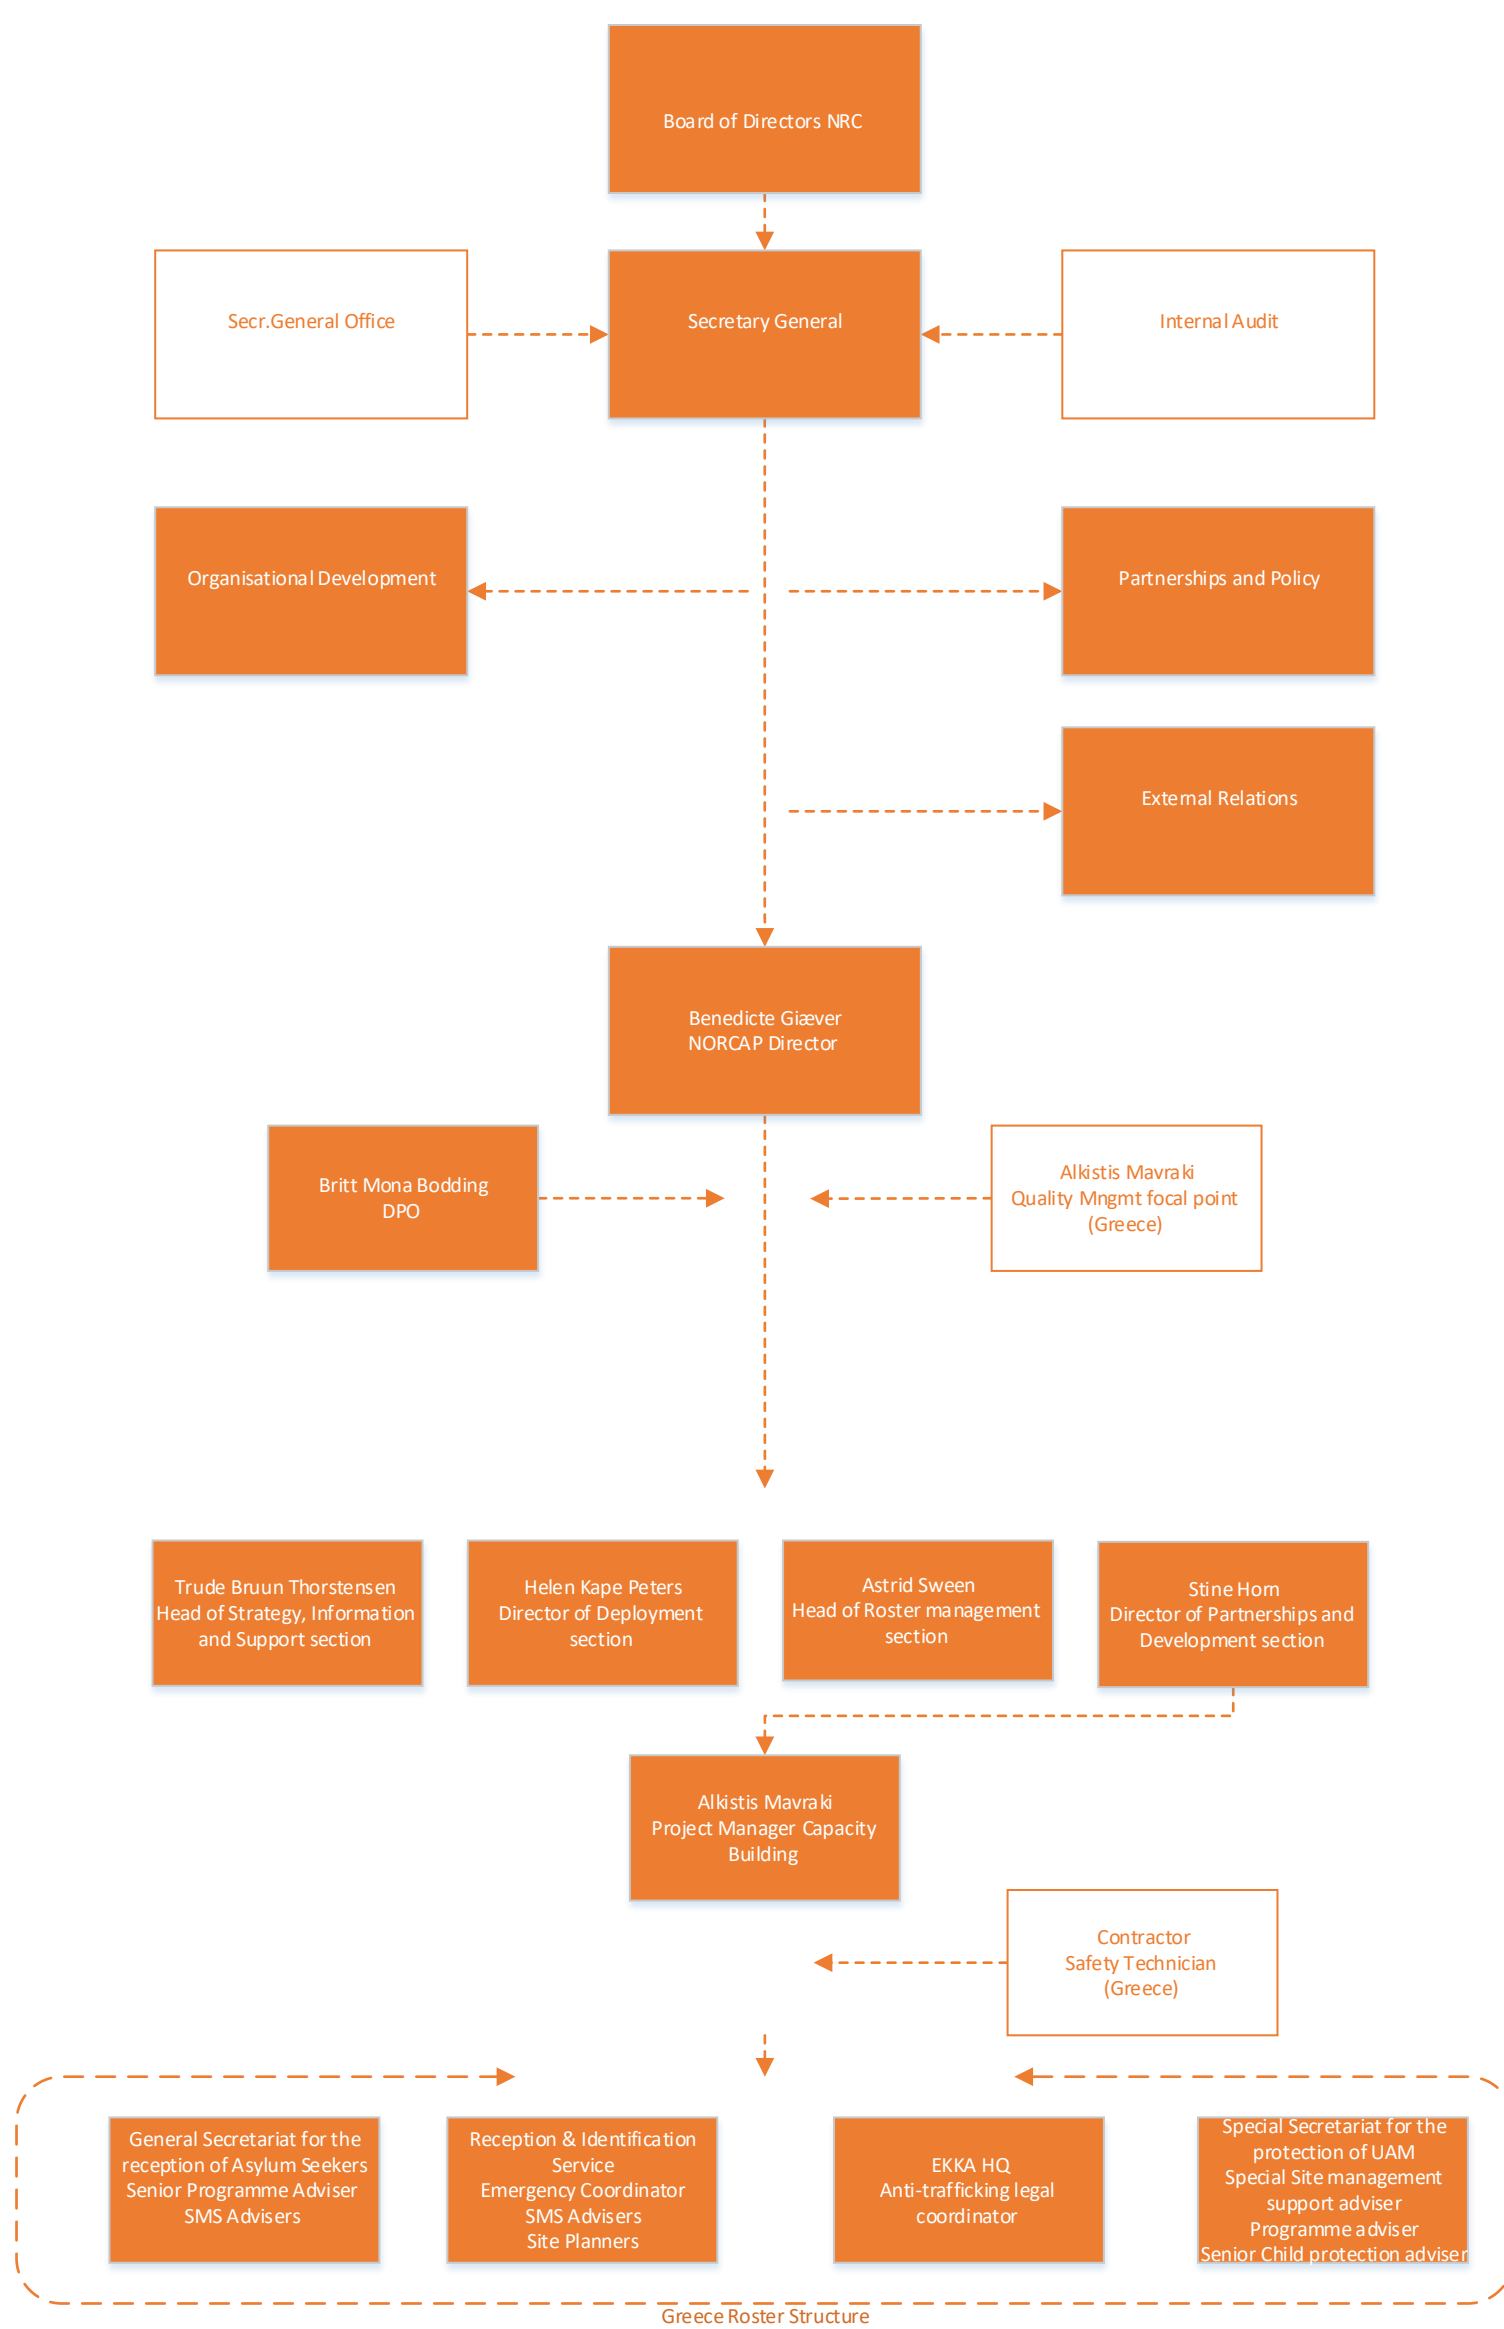 Board of Directors NRC
Secr.General Office
Secretary General
Internal Audit
Organisational Development
Partnerships and Policy
External Relations
Benedicte Giæver
NORCAP Director
Britt Mona Bodding
DPO
Alkistis Mavraki
Quality Mngmt focal point
(Greece)
Trude Bruun Thorstensen
Head of Strategy, Information
and Support section
Helen Kape Peters
Director of Deployment
section
Astrid Sween
Head of Roster management
section
Stine Horn
Director of Partnerships and
Development section
Alkistis Mavraki
Project Manager Capacity
Building
Contractor
Safety Technician
(Greece)
General Secretariat for the
reception of Asylum Seekers
Senior Programme Adviser
SMS Advisers
Reception & Identification
Service
Emergency Coordinator
SMS Advisers
Site Planners
EKKA HQ
Anti-trafficking legal
coordinator
Special Secretariat for the
protection of UAM
Special Site management
support adviser
Programme adviser
Senior Child protection adviser
Greece Roster Structure